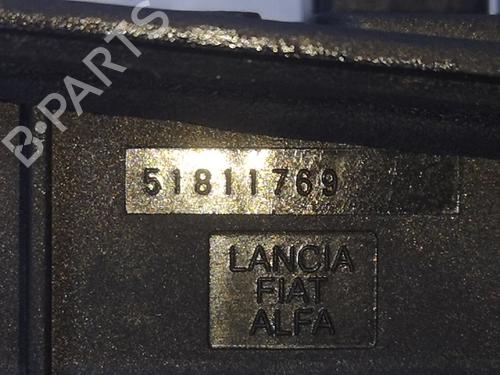 B-PARTS
51811769
LANCIA
FIAT
ALFA